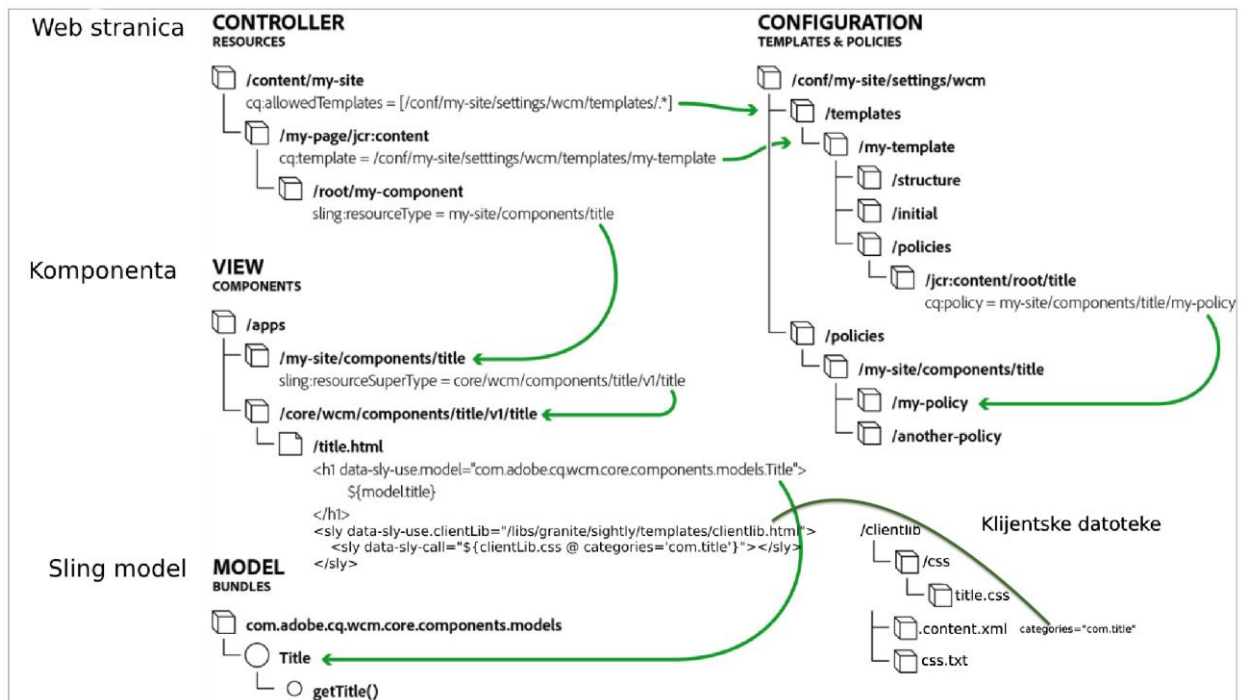 Web stranica
CONTROLLER
RESOURCES
/content/my-site
cq:allowedTemplates = [/conf/my-site/settings/wcm/templates/.*]
/my-page/jcr:content
cq:template = /conf/my-site/setttings/wcm/templates/my-template
/root/my-component
sling:resourceType = my-site/components/title
Komponenta
VIEW
COMPONENTS
/apps
/my-site/components/title
sling:resourceSuperType = core/wcm/components/title/v1/title
/core/wcm/components/title/v1/title
/title.html
<h1 data-sly-use.model="com.adobe.cq.wcm.core.components.models.Title">
${model.title}
</h1>
<sly data-sly-use.clientLib="/libs/granite/sightly/templates/clientlib.html">
<sly data-sly-call="${clientLib.css @ categories='com.title'}"></sly>
</sly>
Sling model
MODEL
BUNDLES
com.adobe.cq.wcm.core.components.models
Title
getTitle()
CONFIGURATION
TEMPLATES & POLICIES
/conf/my-site/settings/wcm
/templates
/my-template
/structure
/initial
/policies
/jcr:content/root/title
cq:policy = my-site/components/title/my-policy
/policies
/my-site/components/title
/my-policy
/another-policy
Klijentske datoteke
/clientlib
/css
title.css
.content.xml categories="com.title"
css.txt